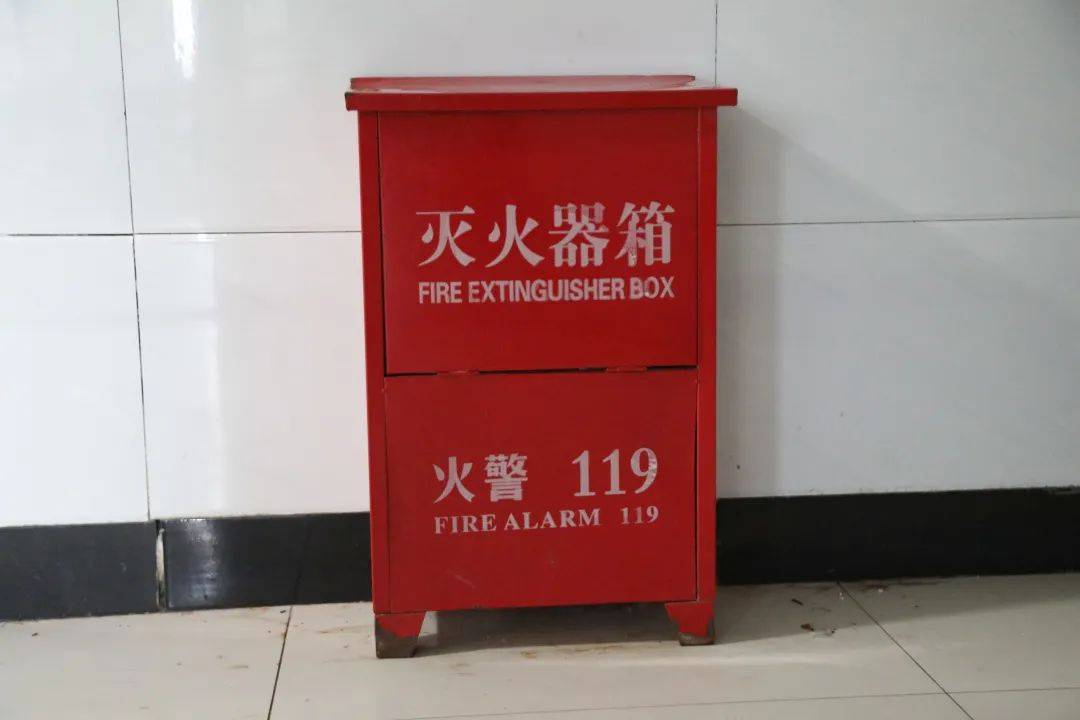 灭火器箱
FIRE EXTINGUISHER BOX
火警 119
FIRE ALARM 119